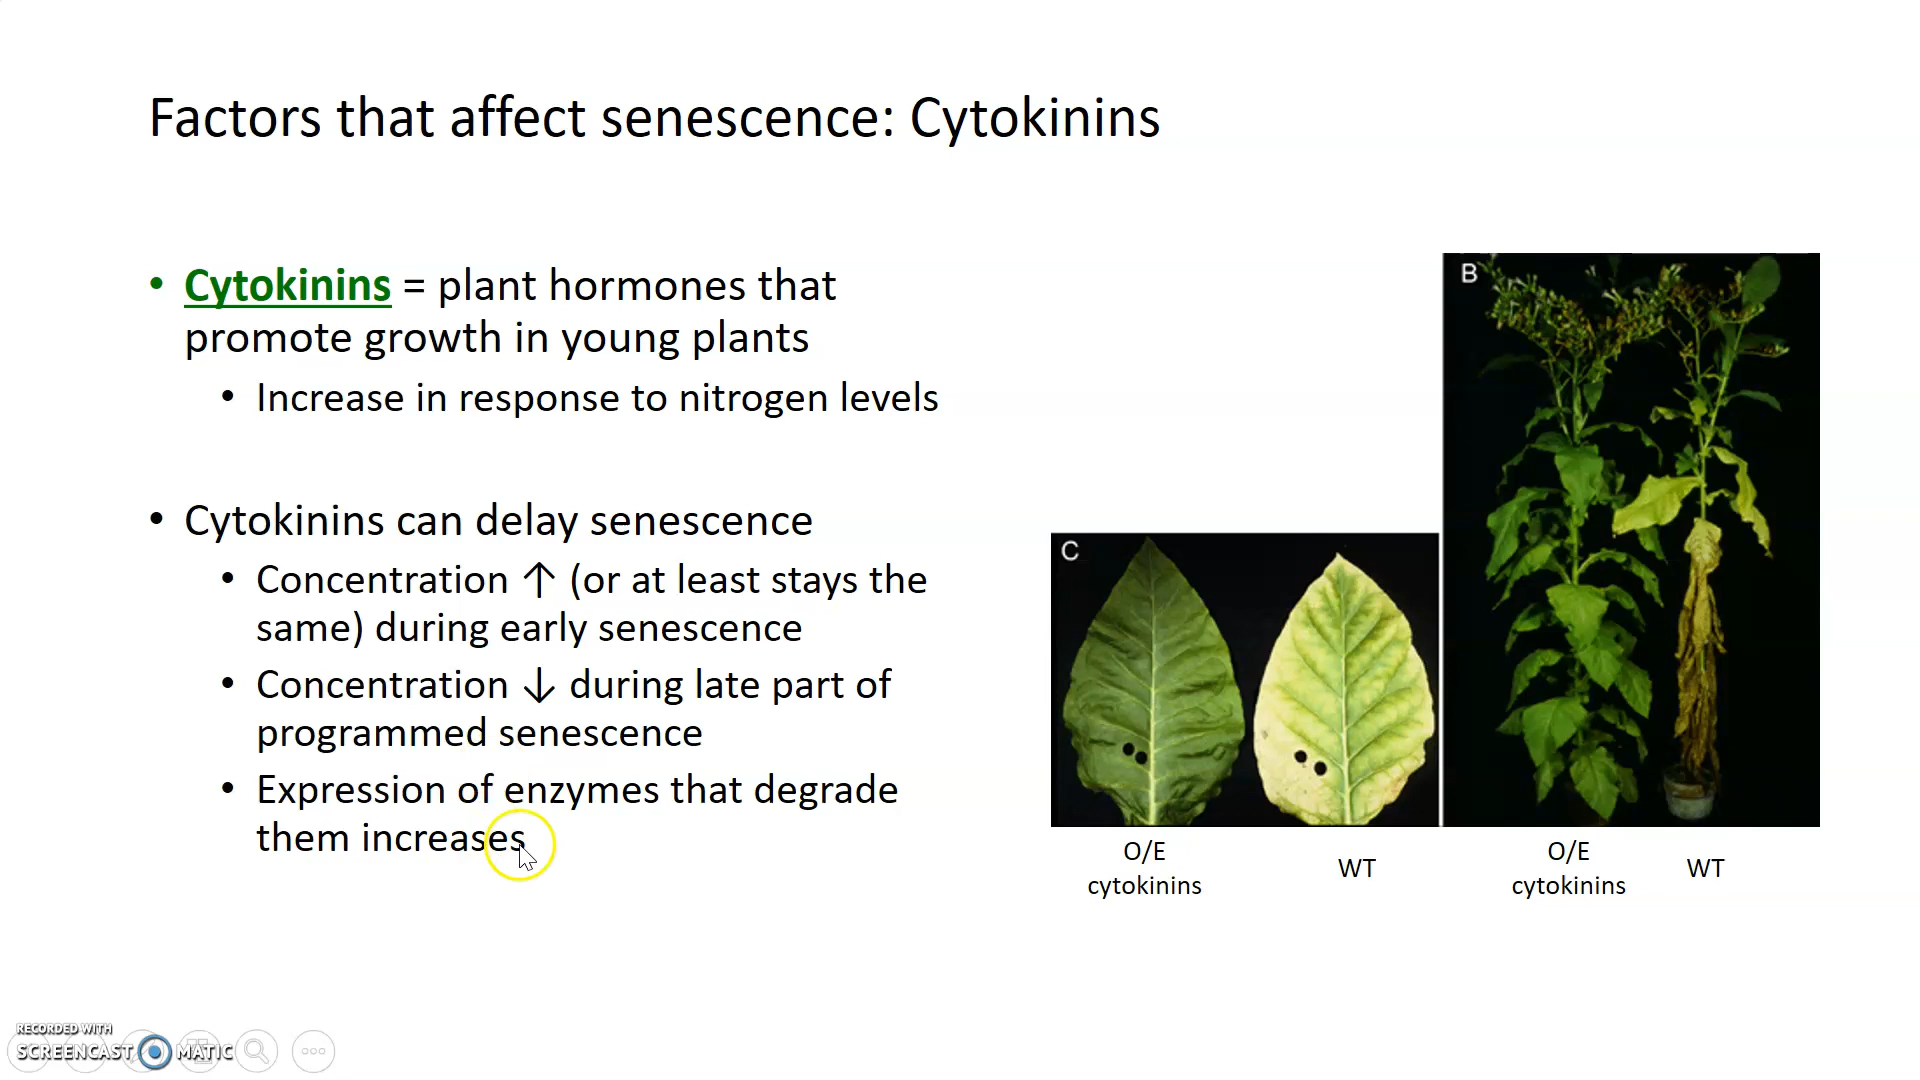 Factors that affect senescence: Cytokinins
• Cytokinins = plant hormones that
promote growth in young plants
• Increase in response to nitrogen levels
• Cytokinins can delay senescence
• Concentration ↑ (or at least stays the
same) during early senescence
• Concentration ↓ during late part of
programmed senescence
• Expression of enzymes that degrade
them increases
B
C
O/E
cytokinins
WT
O/E
cytokinins
WT
RECORDED WITH
SCREENCAST MATIC